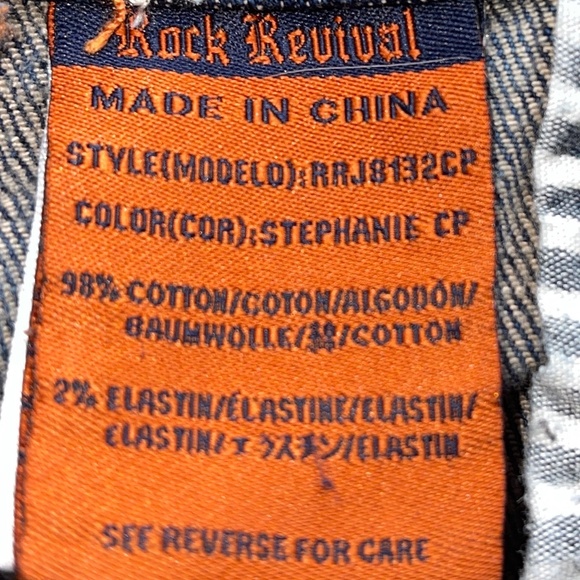 Rock Revival
MADE IN CHINA
STYLE(MODELO):RRJ8132CP
COLOR(COR):STEPHANIE CP
98% COTTON/COTON/ALGODÓN/
BAUMWOLLE/綿/COTTON
2% ELASTIN/ÉLASTINE/ELASTIN/
ELASTIN/エラスチン/ELASTIN
SEE REVERSE FOR CARE